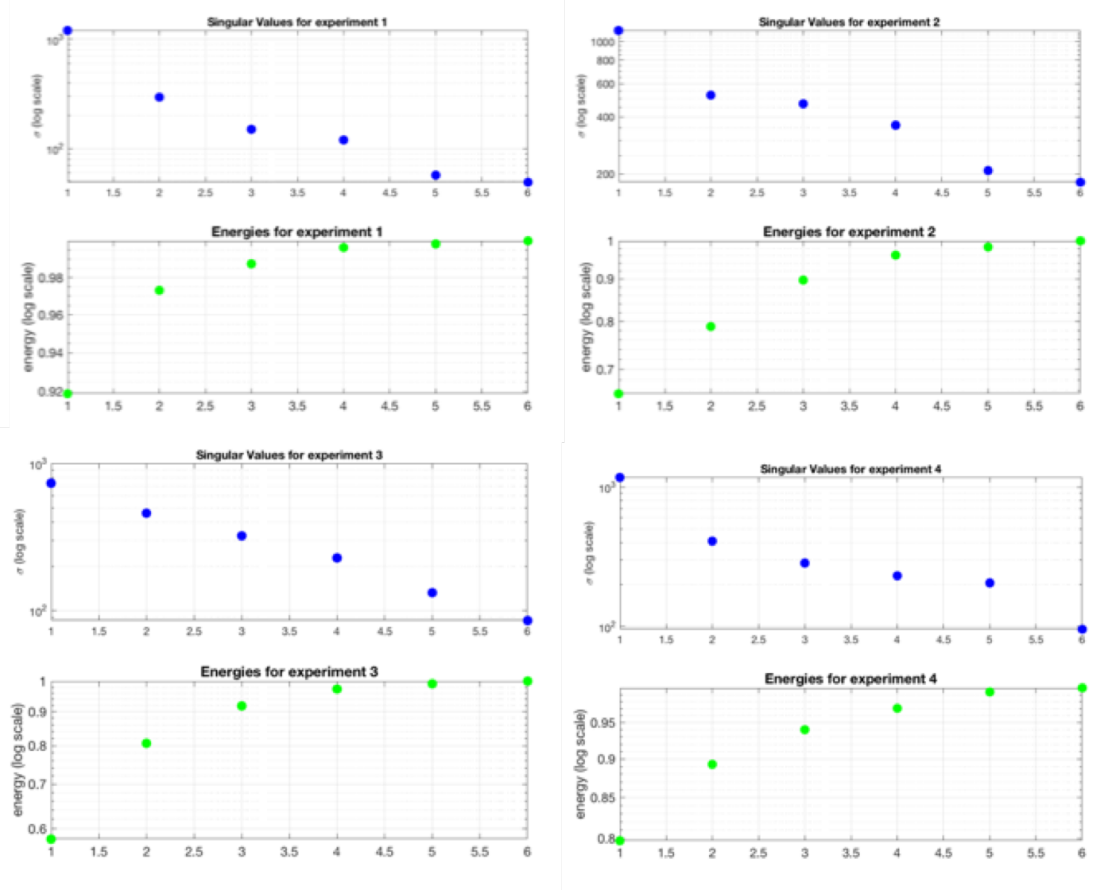 Singular Values for experiment 1
10³
10²
σ (log scale)
1 1.5 2 2.5 3 3.5 4 4.5 5 5.5 6
Energies for experiment 1
0.98
0.96
0.94
0.92
energy (log scale)
1 1.5 2 2.5 3 3.5 4 4.5 5 5.5 6
Singular Values for experiment 2
1000
800
600
400
200
σ (log scale)
1 1.5 2 2.5 3 3.5 4 4.5 5 5.5 6
Energies for experiment 2
1
0.9
0.8
0.7
energy (log scale)
1 1.5 2 2.5 3 3.5 4 4.5 5 5.5 6
Singular Values for experiment 3
10³
10²
σ (log scale)
1 1.5 2 2.5 3 3.5 4 4.5 5 5.5 6
Energies for experiment 3
1
0.9
0.8
0.7
0.6
energy (log scale)
1 1.5 2 2.5 3 3.5 4 4.5 5 5.5 6
Singular Values for experiment 4
10³
10²
σ (log scale)
1 1.5 2 2.5 3 3.5 4 4.5 5 5.5 6
Energies for experiment 4
0.95
0.9
0.85
0.8
energy (log scale)
1 1.5 2 2.5 3 3.5 4 4.5 5 5.5 6